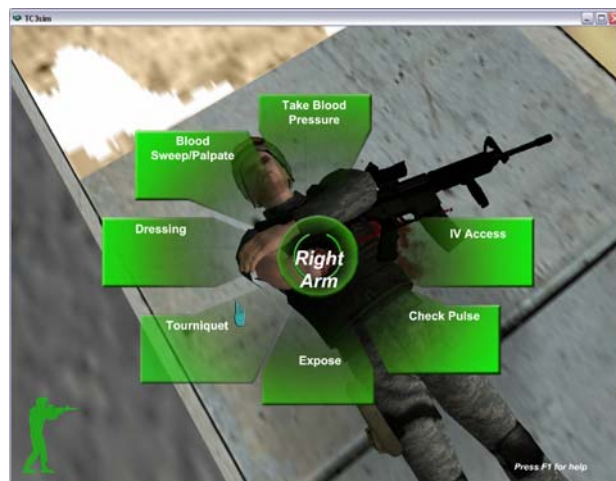 TC3sim
Take Blood
Pressure
Blood
Sweep/Palpate
Dressing
IV Access
Right
Arm
Tourniquet
Check Pulse
Expose
Press F1 for help